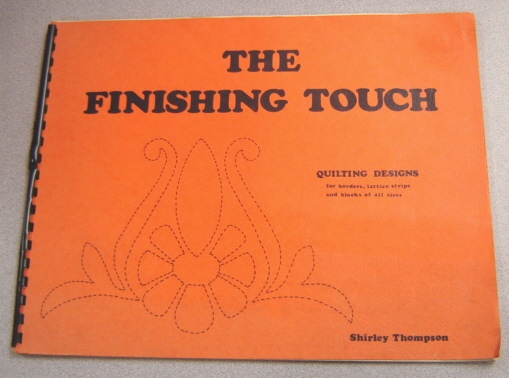 THE
FINISHING TOUCH
QUILTING DESIGNS
for borders, lattice strips
and blocks of all sizes
Shirley Thompson